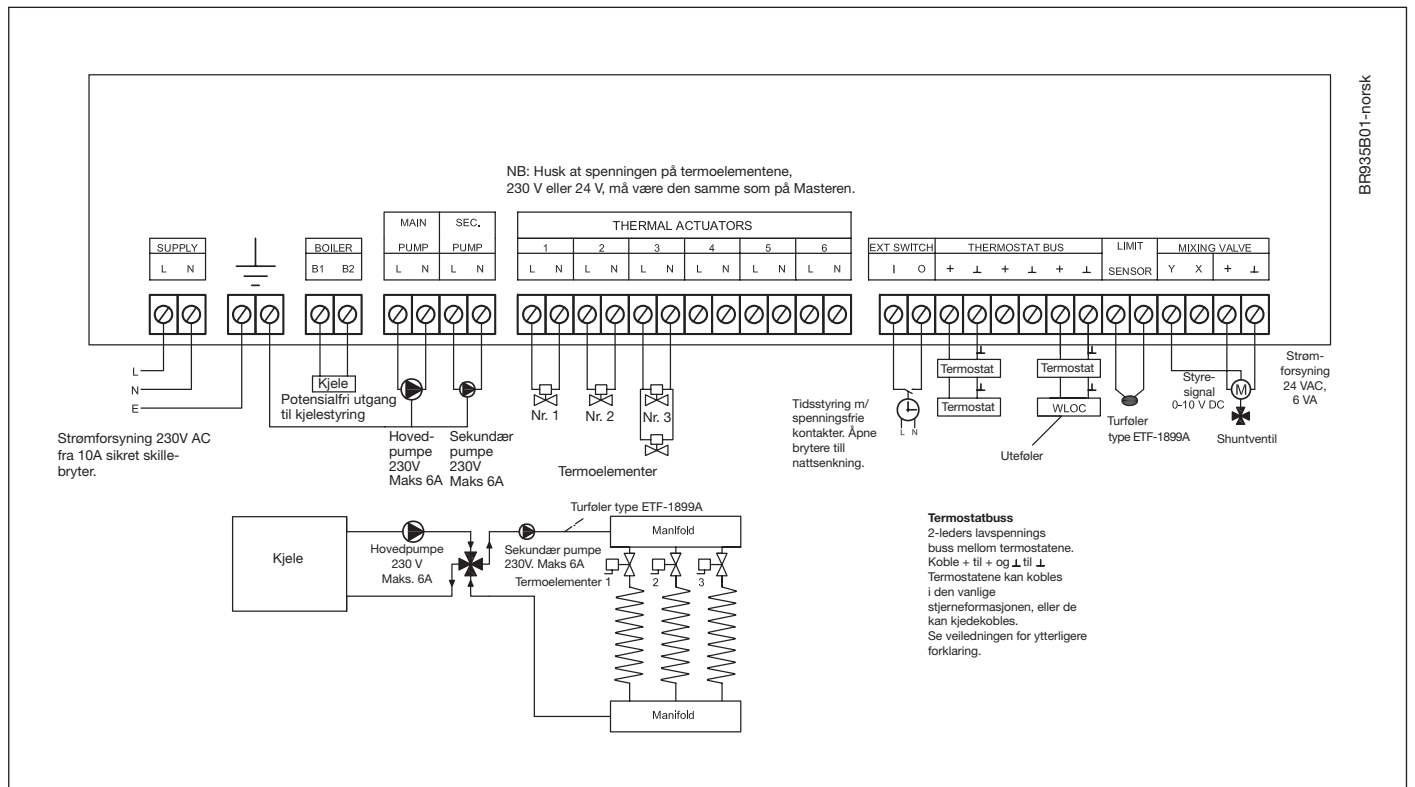 BR935B01-norsk
NB: Husk at spenningen på termoelementene,
230 V eller 24 V, må være den samme som på Masteren.
SUPPLY
L N
BOILER
B1 B2
MAIN
PUMP
L N
SEC.
PUMP
L N
THERMAL ACTUATORS
1 2 3 4 5 6
L N L N L N L N L N L N
EXT SWITCH
I O
THERMOSTAT BUS
+ ⊥ + ⊥ + ⊥
LIMIT
SENSOR
MIXING VALVE
Y X + ⊥
L
N
E
Strømforsyning 230V AC
fra 10A sikret skille-
bryter.
Kjele
Potensialfri utgang
til kjelestyring
Hoved-
pumpe
230V
Maks 6A
Sekundær
pumpe
230V
Maks 6A
Nr. 1
Nr. 2
Nr. 3
Termoelementer
Tidsstyring m/
spenningsfrie
kontakter. Åpne
brytere till
nattsenkning.
L N
⊥
Termostat
⊥
Termostat
⊥
Termostat
⊥
WLOC
Uteføler
Turføler
type ETF-1899A
Styre-
signal
0-10 V DC
M
Shuntventil
Strøm-
forsyning
24 VAC,
6 VA
Kjele
Hovedpumpe
230 V
Maks. 6A
Turføler type ETF-1899A
Sekundær pumpe
230V. Maks 6A
Termoelementer 1
2
3
Manifold
Manifold
Termostatbuss
2-leders lavspennings
buss mellom termostatene.
Koble + til + og ⊥ til ⊥
Termostatene kan kobles
i den vanlige
stjerneformasjonen, eller de
kan kjedekobles.
Se veiledningen for ytterligere
forklaring.